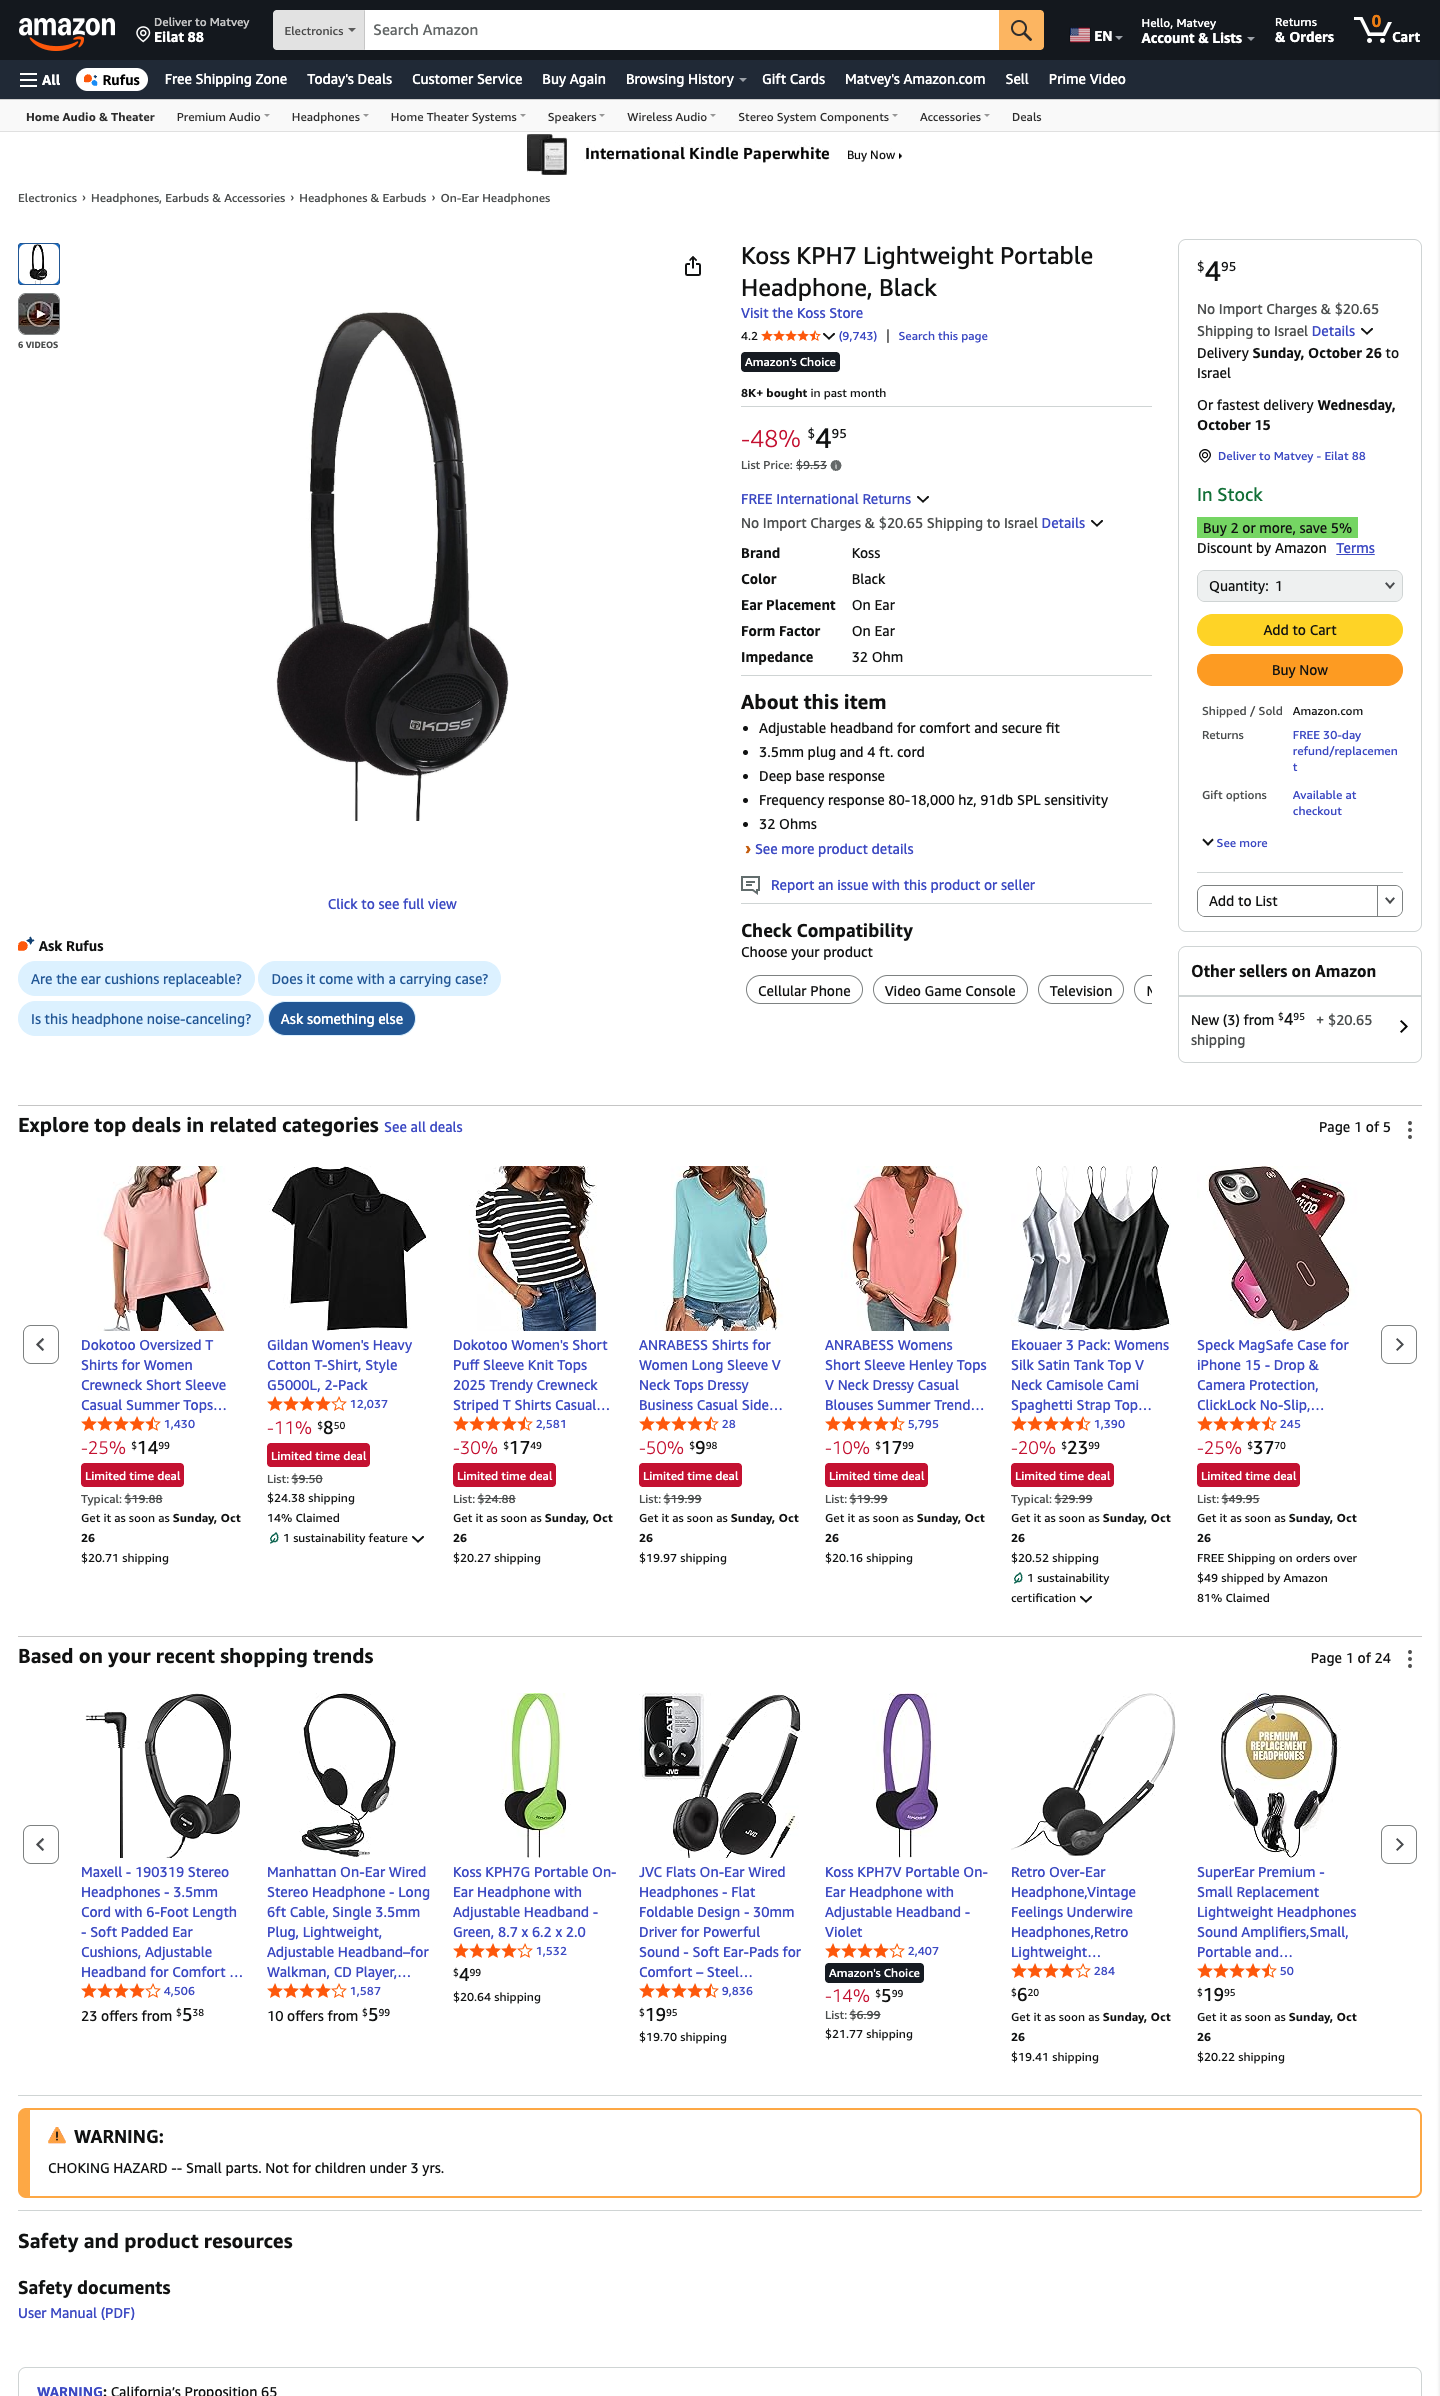 amazon
Deliver to Matvey
Eilat 88
Electronics
Search Amazon
EN
Hello, Matvey
Account & Lists
Returns
& Orders
0
Cart
All
Rufus
Free Shipping Zone
Today's Deals
Customer Service
Buy Again
Browsing History
Gift Cards
Matvey's Amazon.com
Sell
Prime Video
Home Audio & Theater
Premium Audio
Headphones
Home Theater Systems
Speakers
Wireless Audio
Stereo System Components
Accessories
Deals
International Kindle Paperwhite
Buy Now
Electronics › Headphones, Earbuds & Accessories › Headphones & Earbuds › On-Ear Headphones
6 VIDEOS
KOSS
Click to see full view
Ask Rufus
Are the ear cushions replaceable?
Does it come with a carrying case?
Is this headphone noise-canceling?
Ask something else
Koss KPH7 Lightweight Portable
Headphone, Black
Visit the Koss Store
4.2 (9,743) | Search this page
Amazon's Choice
8K+ bought in past month
-48% $4 95
List Price: $9.53
FREE International Returns
No Import Charges & $20.65 Shipping to Israel Details
Brand Koss
Color Black
Ear Placement On Ear
Form Factor On Ear
Impedance 32 Ohm
About this item
• Adjustable headband for comfort and secure fit
• 3.5mm plug and 4 ft. cord
• Deep base response
• Frequency response 80-18,000 hz, 91db SPL sensitivity
• 32 Ohms
› See more product details
Report an issue with this product or seller
Check Compatibility
Choose your product
Cellular Phone
Video Game Console
Television
$4 95
No Import Charges & $20.65
Shipping to Israel Details
Delivery Sunday, October 26 to
Israel
Or fastest delivery Wednesday,
October 15
Deliver to Matvey - Eilat 88
In Stock
Buy 2 or more, save 5%
Discount by Amazon Terms
Quantity: 1
Add to Cart
Buy Now
Shipped / Sold Amazon.com
Returns FREE 30-day
refund/replacemen
t
Gift options Available at
checkout
See more
Add to List
Other sellers on Amazon
New (3) from $4 95 + $20.65
shipping
Explore top deals in related categories See all deals
Page 1 of 5
Dokotoo Oversized T
Shirts for Women
Crewneck Short Sleeve
Casual Summer Tops…
1,430
-25% $14 99
Limited time deal
Typical: $19.88
Get it as soon as Sunday, Oct
26
$20.71 shipping
Gildan Women's Heavy
Cotton T-Shirt, Style
G5000L, 2-Pack
12,037
-11% $8 50
Limited time deal
List: $9.50
$24.38 shipping
14% Claimed
1 sustainability feature
Dokotoo Women's Short
Puff Sleeve Knit Tops
2025 Trendy Crewneck
Striped T Shirts Casual…
2,581
-30% $17 49
Limited time deal
List: $24.88
Get it as soon as Sunday, Oct
26
$20.27 shipping
ANRABESS Shirts for
Women Long Sleeve V
Neck Tops Dressy
Business Casual Side…
28
-50% $9 98
Limited time deal
List: $19.99
Get it as soon as Sunday, Oct
26
$19.97 shipping
ANRABESS Womens
Short Sleeve Henley Tops
V Neck Dressy Casual
Blouses Summer Trend…
5,795
-10% $17 99
Limited time deal
List: $19.99
Get it as soon as Sunday, Oct
26
$20.16 shipping
Ekouaer 3 Pack: Womens
Silk Satin Tank Top V
Neck Camisole Cami
Spaghetti Strap Top…
1,390
-20% $23 99
Limited time deal
Typical: $29.99
Get it as soon as Sunday, Oct
26
$20.52 shipping
1 sustainability
certification
Speck MagSafe Case for
iPhone 15 - Drop &
Camera Protection,
ClickLock No-Slip,…
245
-25% $37 70
Limited time deal
List: $49.95
Get it as soon as Sunday, Oct
26
FREE Shipping on orders over
$49 shipped by Amazon
81% Claimed
Based on your recent shopping trends
Page 1 of 24
Maxell - 190319 Stereo
Headphones - 3.5mm
Cord with 6-Foot Length
- Soft Padded Ear
Cushions, Adjustable
Headband for Comfort …
4,506
23 offers from $5 38
Manhattan On-Ear Wired
Stereo Headphone - Long
6ft Cable, Single 3.5mm
Plug, Lightweight,
Adjustable Headband–for
Walkman, CD Player,…
1,587
10 offers from $5 99
Koss KPH7G Portable On-
Ear Headphone with
Adjustable Headband -
Green, 8.7 x 6.2 x 2.0
1,532
$4 99
$20.64 shipping
FLATS
JVC
JVC
JVC Flats On-Ear Wired
Headphones - Flat
Foldable Design - 30mm
Driver for Powerful
Sound - Soft Ear-Pads for
Comfort – Steel…
9,836
$19 95
$19.70 shipping
Koss KPH7V Portable On-
Ear Headphone with
Adjustable Headband -
Violet
2,407
Amazon's Choice
-14% $5 99
List: $6.99
$21.77 shipping
Retro Over-Ear
Headphone,Vintage
Feelings Underwire
Headphones,Retro
Lightweight…
284
$6 20
Get it as soon as Sunday, Oct
26
$19.41 shipping
PREMIUM
REPLACEMENT
HEADPHONES
SuperEar Premium -
Small Replacement
Lightweight Headphones
Sound Amplifiers,Small,
Portable and…
50
$19 95
Get it as soon as Sunday, Oct
26
$20.22 shipping
WARNING:
CHOKING HAZARD -- Small parts. Not for children under 3 yrs.
Safety and product resources
Safety documents
User Manual (PDF)
WARNING: California's Proposition 65